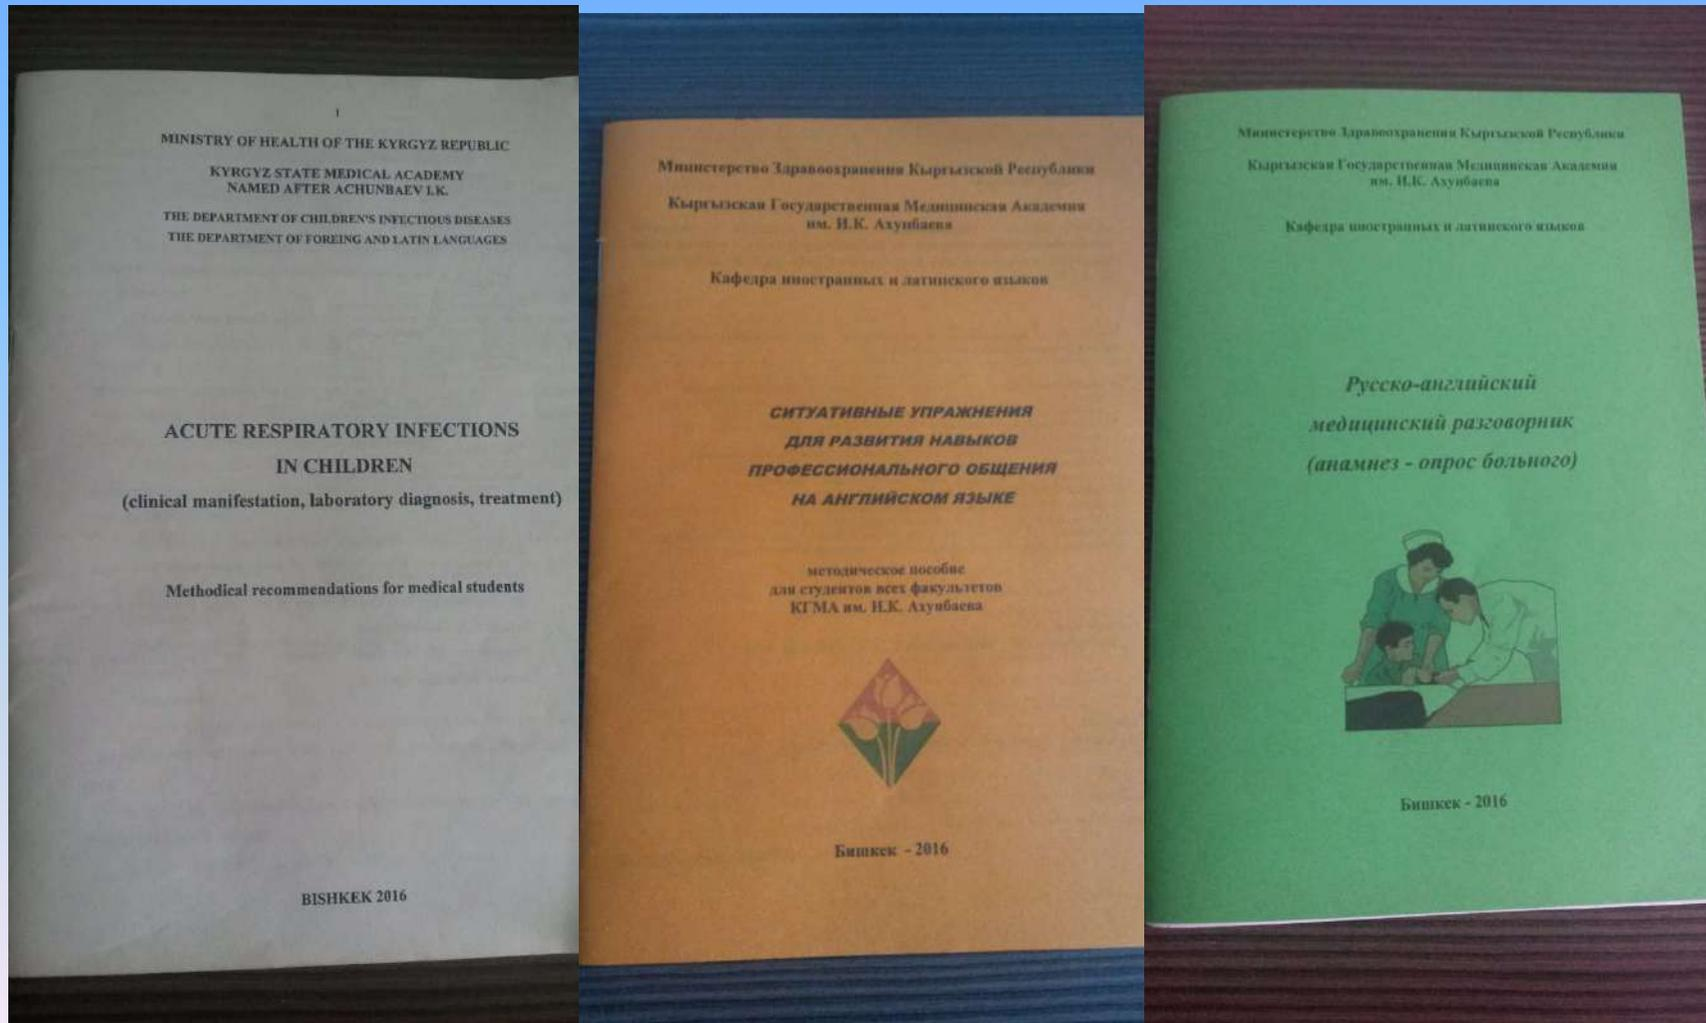 1
MINISTRY OF HEALTH OF THE KYRGYZ REPUBLIC
KYRGYZ STATE MEDICAL ACADEMY
NAMED AFTER ACHUNBAEV I.K.
THE DEPARTMENT OF CHILDREN'S INFECTIOUS DISEASES
THE DEPARTMENT OF FOREING AND LATIN LANGUAGES
ACUTE RESPIRATORY INFECTIONS
IN CHILDREN
(clinical manifestation, laboratory diagnosis, treatment)
Methodical recommendations for medical students
BISHKEK 2016
Министерство Здравоохранения Кыргызской Республики
Кыргызская Государственная Медицинская Академия
им. И.К. Ахунбаева
Кафедра иностранных и латинского языков
СИТУАТИВНЫЕ УПРАЖНЕНИЯ
ДЛЯ РАЗВИТИЯ НАВЫКОВ
ПРОФЕССИОНАЛЬНОГО ОБЩЕНИЯ
НА АНГЛИЙСКОМ ЯЗЫКЕ
методическое пособие
для студентов всех факультетов
КГМА им. И.К. Ахунбаева
Бишкек - 2016
Министерство Здравоохранения Кыргызской Республики
Кыргызская Государственная Медицинская Академия
им. И.К. Ахунбаева
Кафедра иностранных и латинского языков
Русско-английский
медицинский разговорник
(анамнез - опрос больного)
Бишкек - 2016